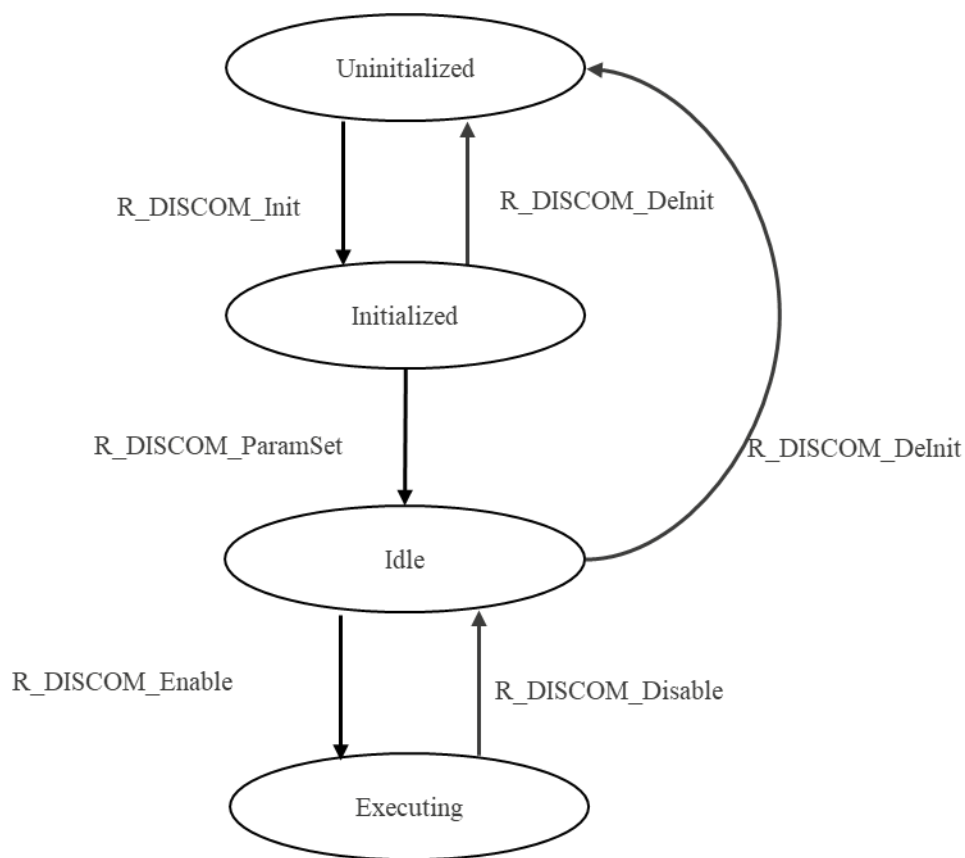 Uninitialized
R_DISCOM_Init
R_DISCOM_DeInit
Initialized
R_DISCOM_ParamSet
R_DISCOM_DeInit
Idle
R_DISCOM_Enable
R_DISCOM_Disable
Executing